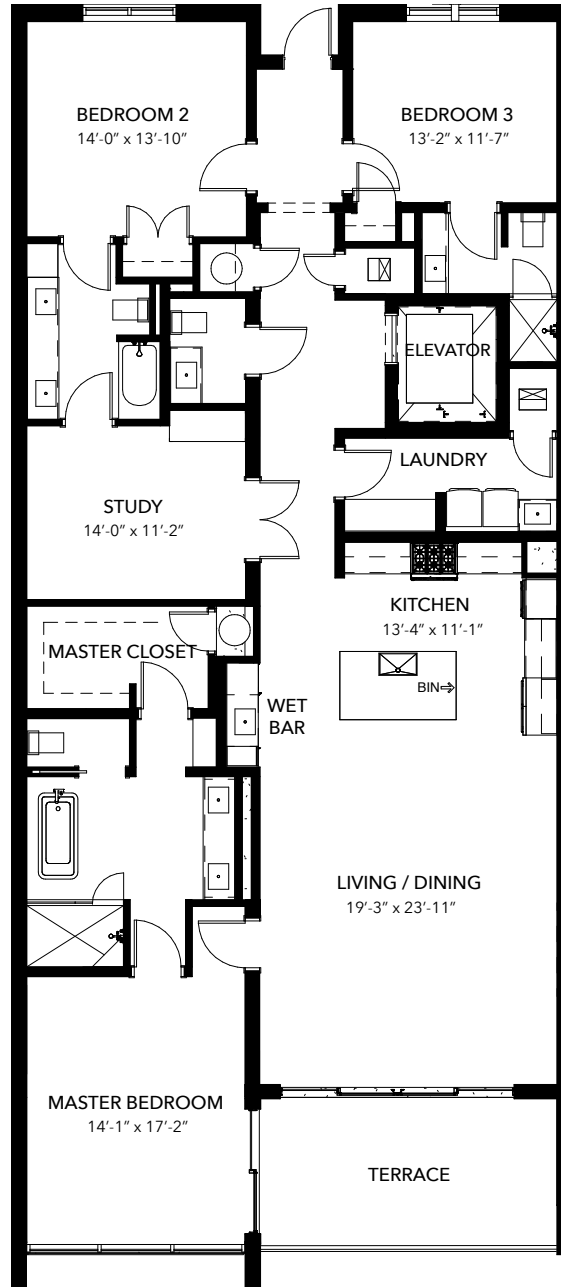 BEDROOM 2
14'-0" x 13'-10"
BEDROOM 3
13'-2" x 11'-7"
ELEVATOR
LAUNDRY
STUDY
14'-0" x 11'-2"
KITCHEN
13'-4" x 11'-1"
MASTER CLOSET
BIN
WET
BAR
LIVING / DINING
19'-3" x 23'-11"
MASTER BEDROOM
14'-1" x 17'-2"
TERRACE